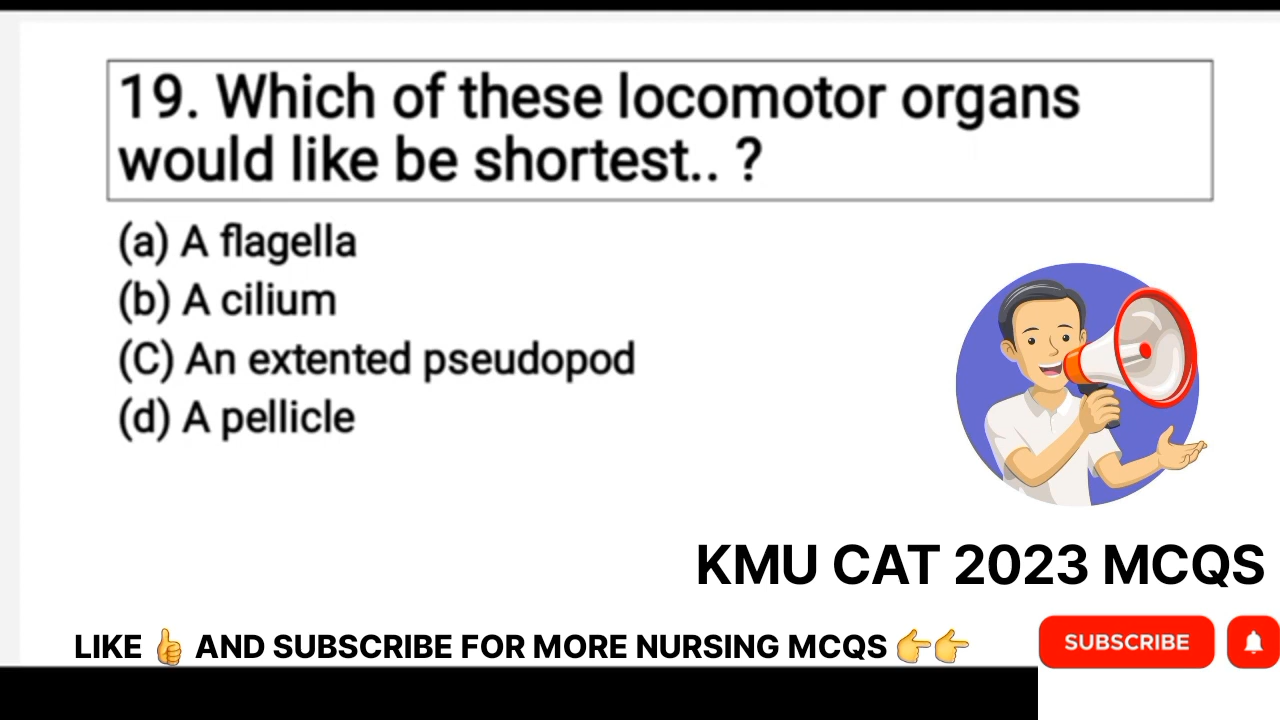 19. Which of these locomotor organs
would like be shortest.. ?
(a) A flagella
(b) A cilium
(C) An extented pseudopod
(d) A pellicle
KMU CAT 2023 MCQS
LIKE 👍 AND SUBSCRIBE FOR MORE NURSING MCQS 👉👉
SUBSCRIBE